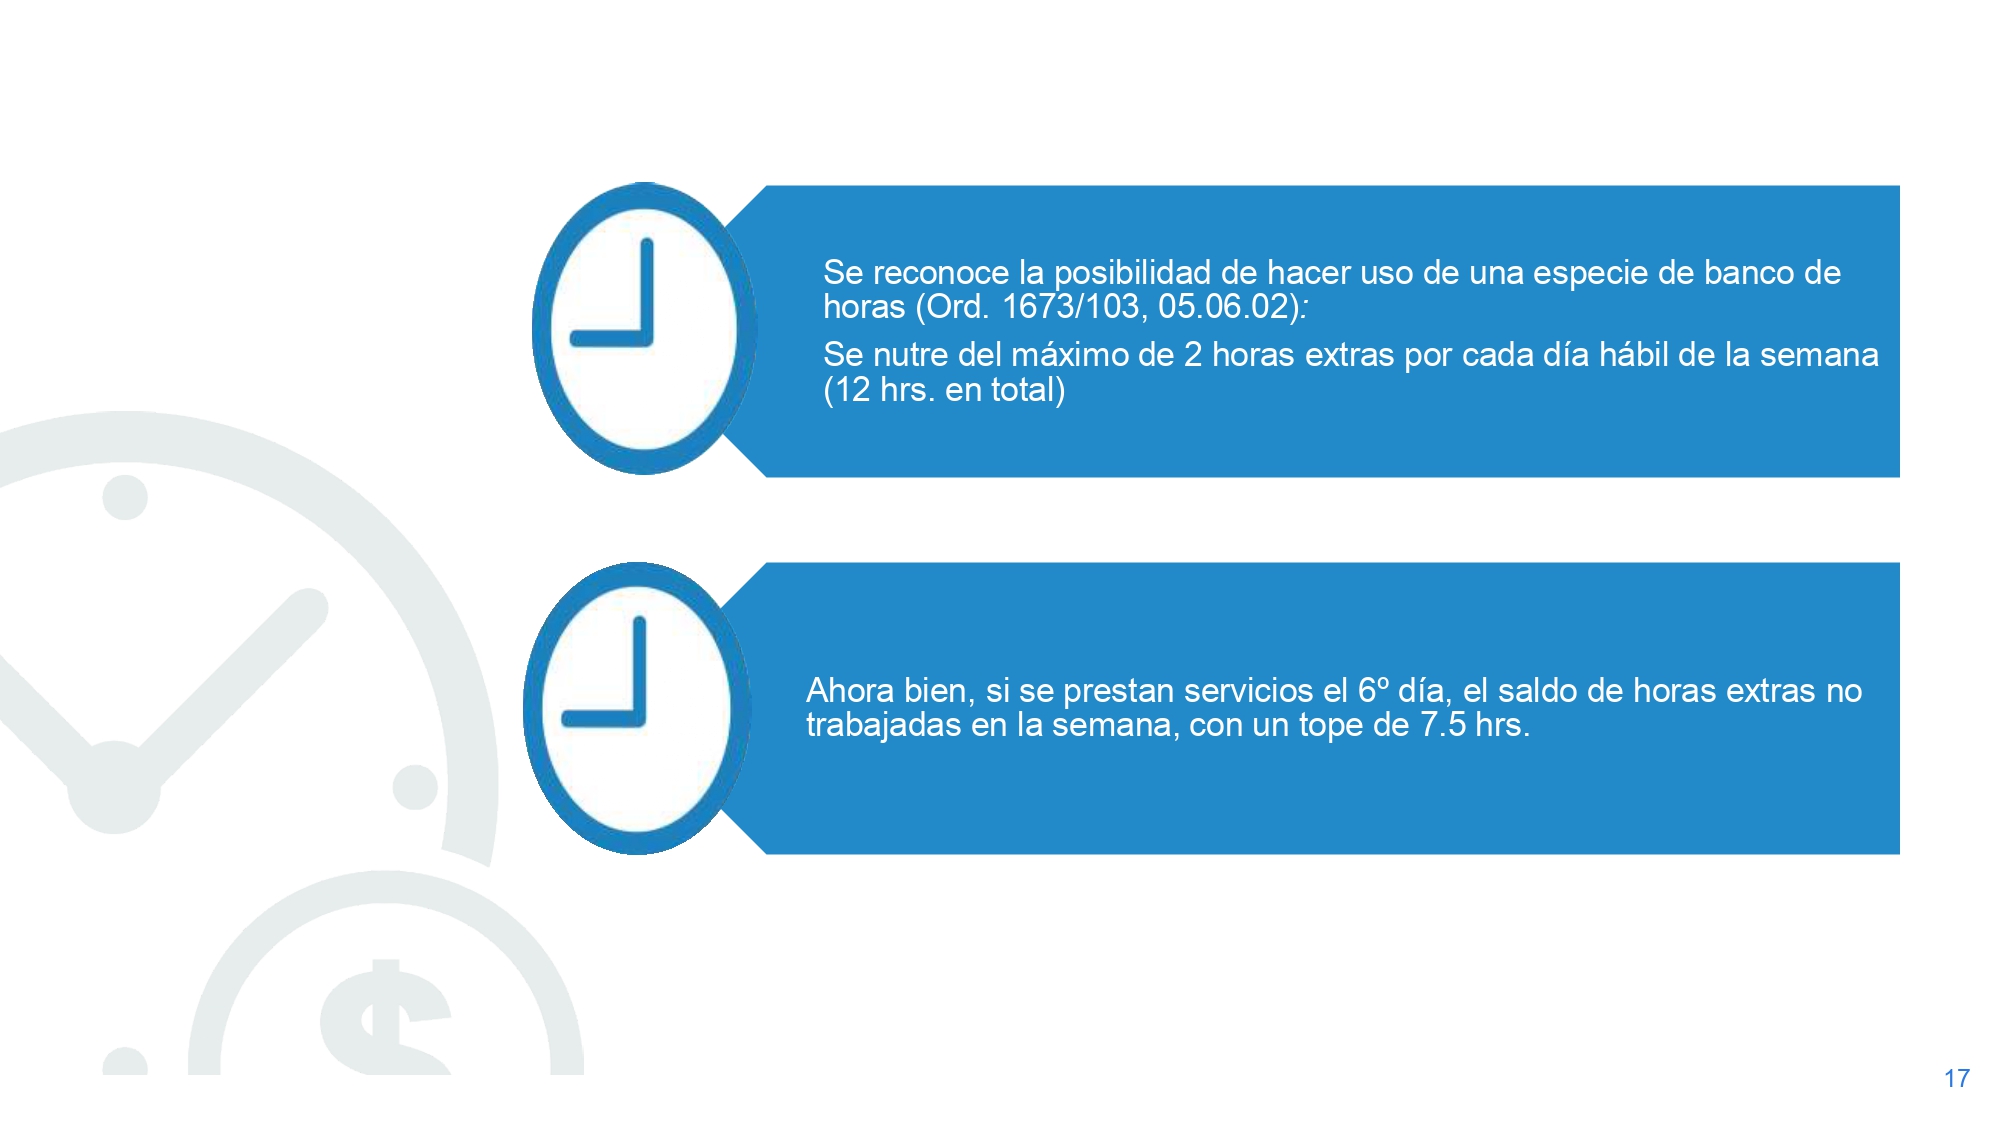 Se reconoce la posibilidad de hacer uso de una especie de banco de
horas (Ord. 1673/103, 05.06.02):
Se nutre del máximo de 2 horas extras por cada día hábil de la semana
(12 hrs. en total)
Ahora bien, si se prestan servicios el 6º día, el saldo de horas extras no
trabajadas en la semana, con un tope de 7.5 hrs.
$
17